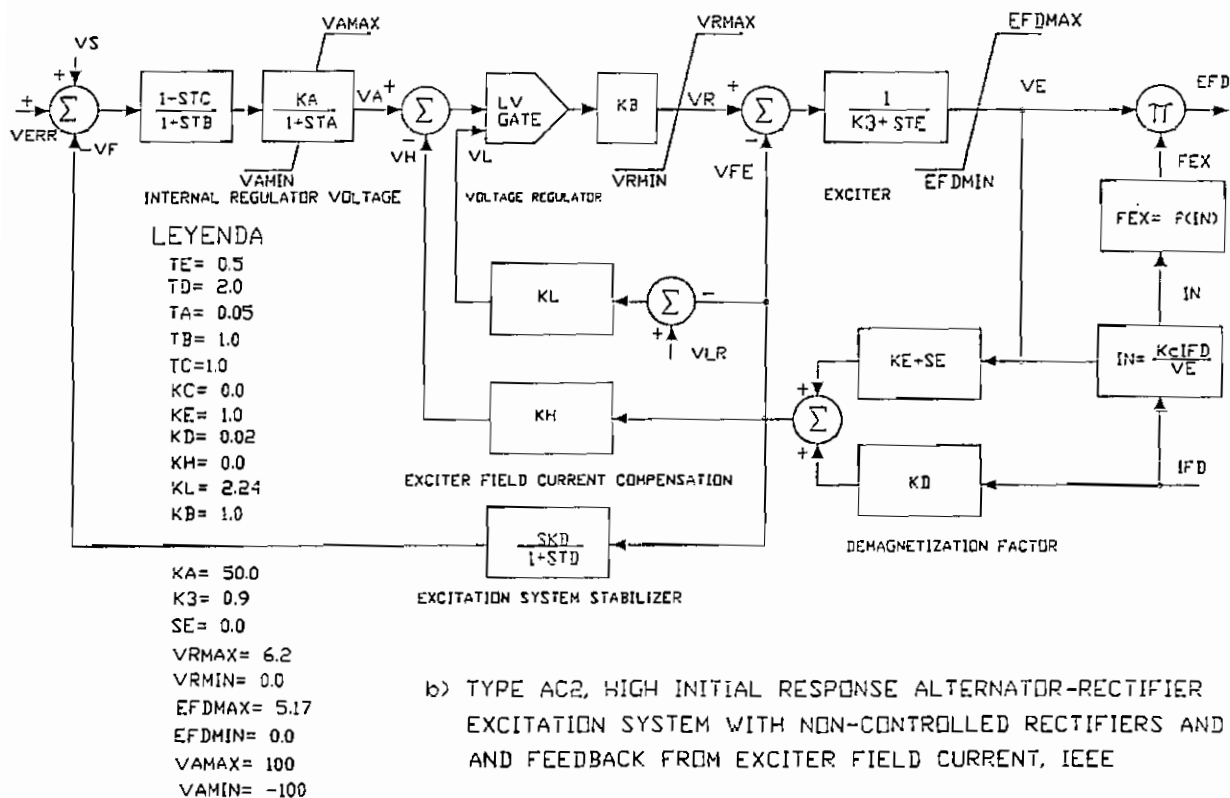 VAMAX
VRMAX
EFDMAX
VS
+
+
Σ
VERR
-VF
1-STC
1+STB
KA
1+STA
VA
+
Σ
-
VH
LV
GATE
VL
KB
VR
+
Σ
-
VFE
1
K3+STE
VE
π
EFD
VAMIN
VRMIN
EFDMIN
INTERNAL REGULATOR VOLTAGE
VOLTAGE REGULATOR
EXCITER
FEX
FEX= F(IN)
IN
IN= KcIFD
VE
IFD
KL
Σ
-
+
VLR
KE+SE
+
Σ
+
KH
KD
EXCITER FIELD CURRENT COMPENSATION
DEMAGNETIZATION FACTOR
SKD
1+STD
EXCITATION SYSTEM STABILIZER
LEYENDA
TE= 0.5
TD= 2.0
TA= 0.05
TB= 1.0
TC=1.0
KC= 0.0
KE= 1.0
KD= 0.02
KH= 0.0
KL= 2.24
KB= 1.0
KA= 50.0
K3= 0.9
SE= 0.0
VRMAX= 6.2
VRMIN= 0.0
EFDMAX= 5.17
EFDMIN= 0.0
VAMAX= 100
VAMIN= -100
b) TYPE AC2, HIGH INITIAL RESPONSE ALTERNATOR-RECTIFIER
EXCITATION SYSTEM WITH NON-CONTROLLED RECTIFIERS AND
AND FEEDBACK FROM EXCITER FIELD CURRENT, IEEE